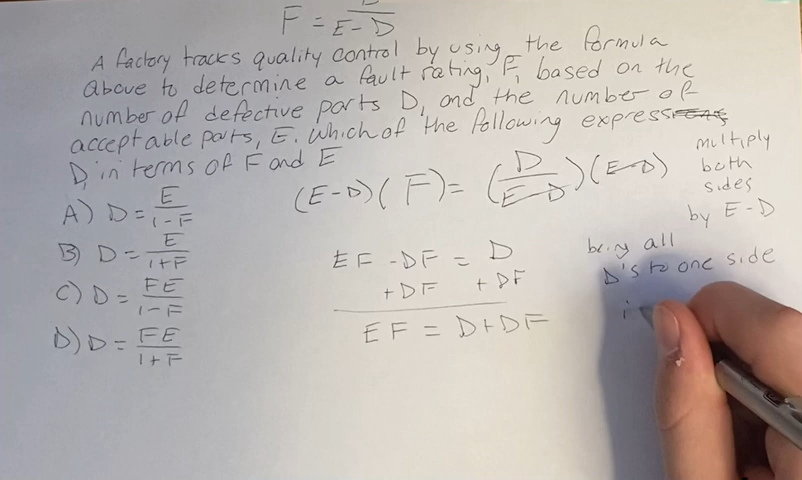 F = D/(E - D)
A factory tracks quality control by using the formula
above to determine a fault rating, F, based on the
number of defective parts D, and the number of
acceptable parts, E. Which of the following express
D, in terms of F and E
(E-D)(F) = (D/(E-D))(E-D)
multiply
both
sides
by E-D
A) D = E/(1-F)
B) D = E/(1+F)
C) D = FE/(1-F)
D) D = FE/(1+F)
EF - DF = D
+DF +DF
EF = D+DF
bring all
D's to one side